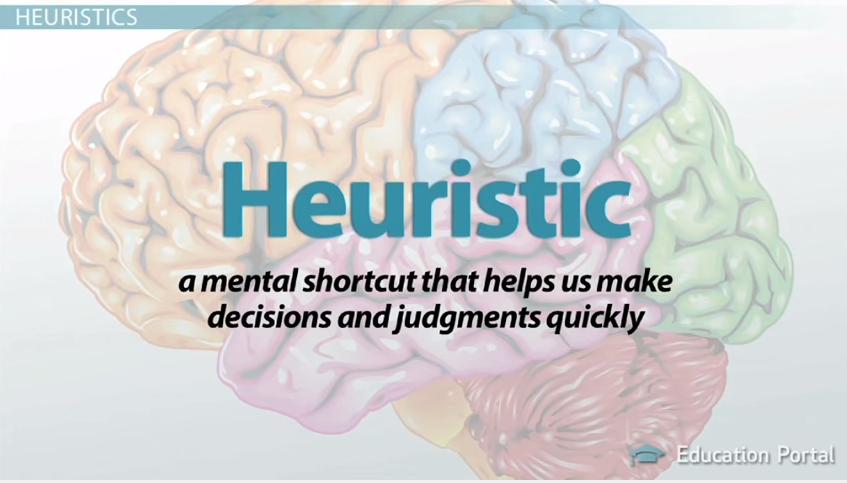 HEURISTICS
Heuristic
a mental shortcut that helps us make
decisions and judgments quickly
Education Portal